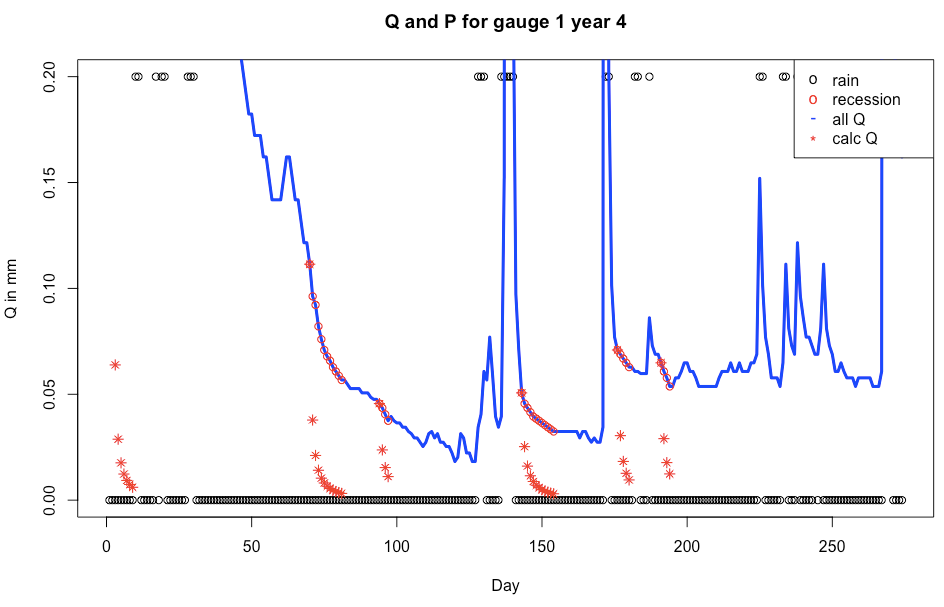 Q and P for gauge 1 year 4
Q in mm
0.20
0.15
0.10
0.05
0.00
o rain
o recession
- all Q
* calc Q
0 50 100 150 200 250
Day